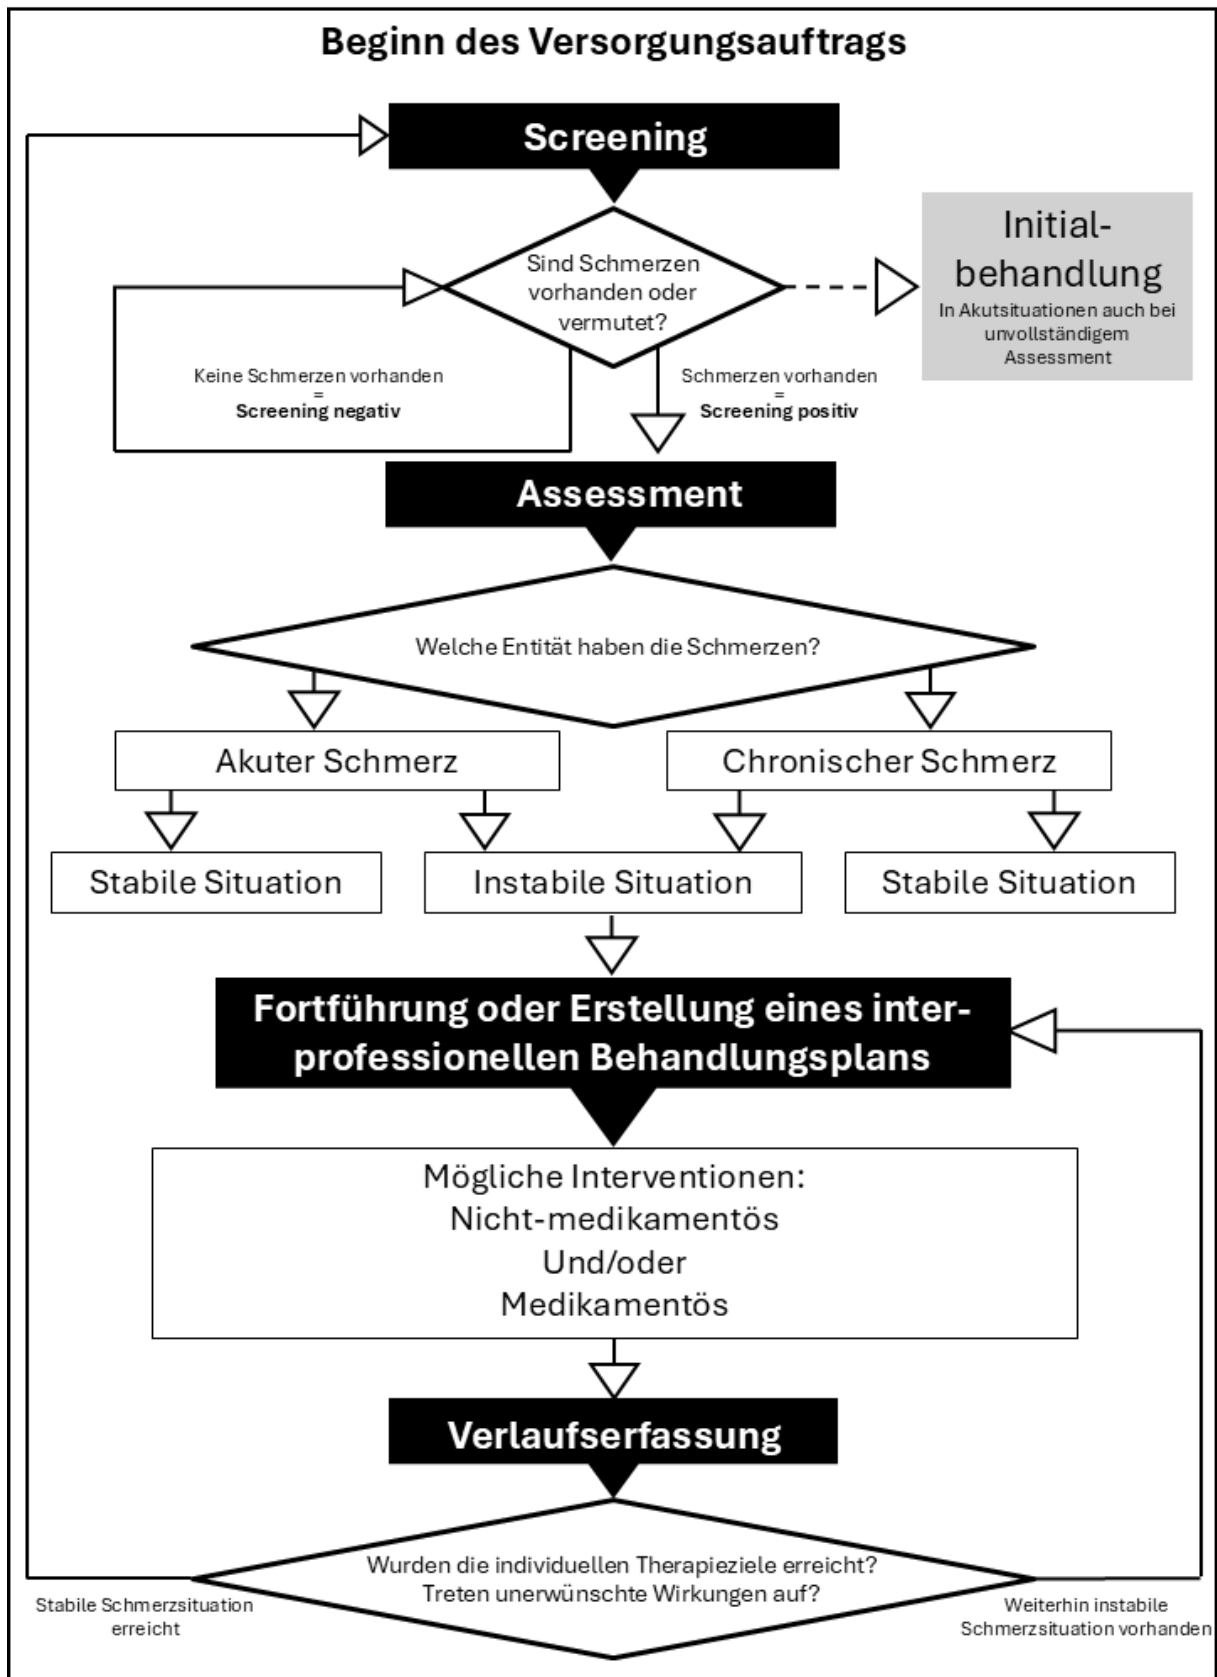 Beginn des Versorgungsauftrags
Screening
Sind Schmerzen
vorhanden oder
vermutet?
Initial-
behandlung
In Akutsituationen auch bei
unvollständigem
Assessment
Keine Schmerzen vorhanden
=
Screening negativ
Schmerzen vorhanden
=
Screening positiv
Assessment
Welche Entität haben die Schmerzen?
Akuter Schmerz
Chronischer Schmerz
Stabile Situation
Instabile Situation
Stabile Situation
Fortführung oder Erstellung eines inter-
professionellen Behandlungsplans
Mögliche Interventionen:
Nicht-medikamentös
Und/oder
Medikamentös
Verlaufserfassung
Wurden die individuellen Therapieziele erreicht?
Treten unerwünschte Wirkungen auf?
Stabile Schmerzsituation
erreicht
Weiterhin instabile
Schmerzsituation vorhanden